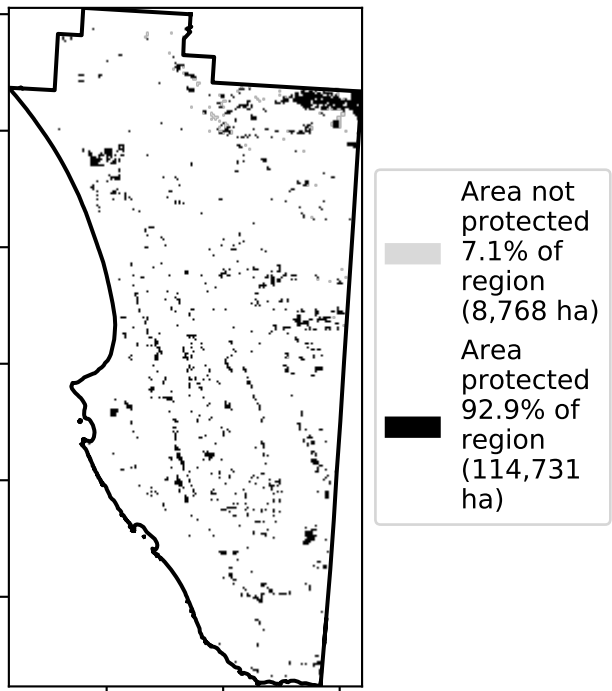 Area not
protected
7.1% of
region
(8,768 ha)
Area
protected
92.9% of
region
(114,731
ha)